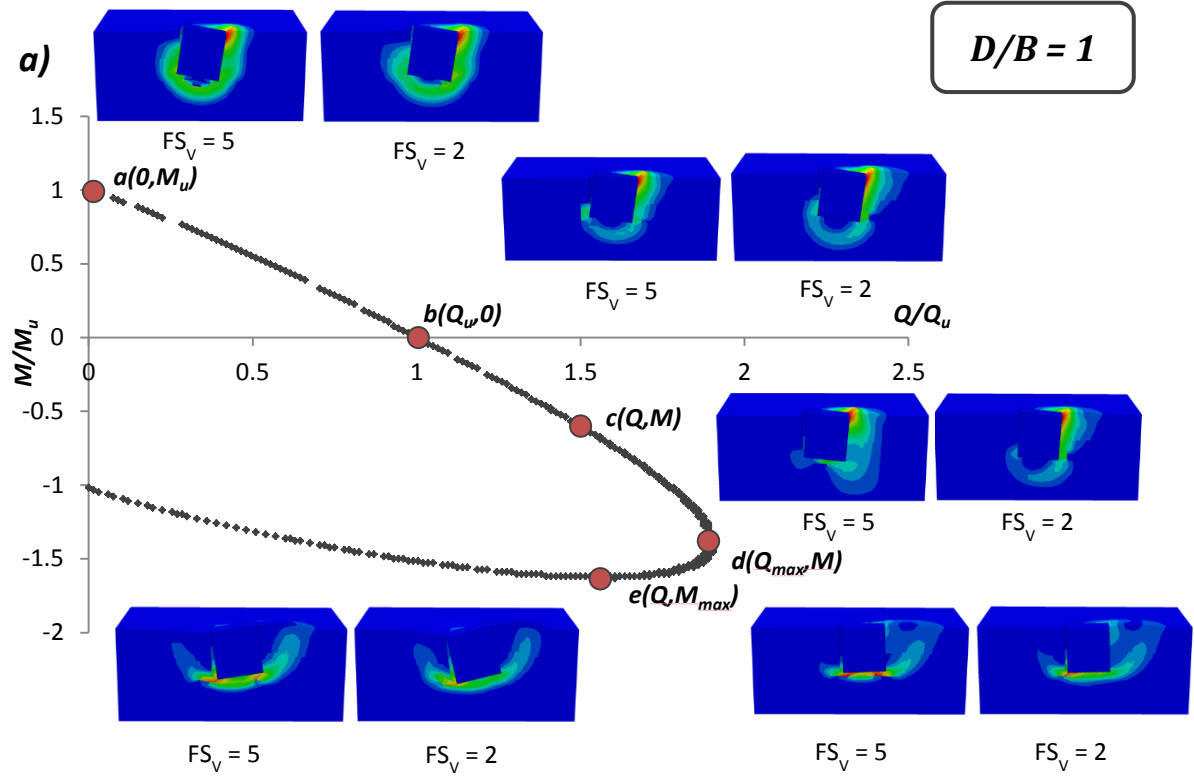 a)
D/B = 1
FS_V = 5
FS_V = 2
1.5
1
0.5
0
-0.5
-1
-1.5
-2
M/M_u
a(0,M_u)
FS_V = 5
FS_V = 2
b(Q_u,0)
Q/Q_u
0
0.5
1
1.5
2
2.5
c(Q,M)
FS_V = 5
FS_V = 2
d(Q_max,M)
e(Q,M_max)
FS_V = 5
FS_V = 2
FS_V = 5
FS_V = 2